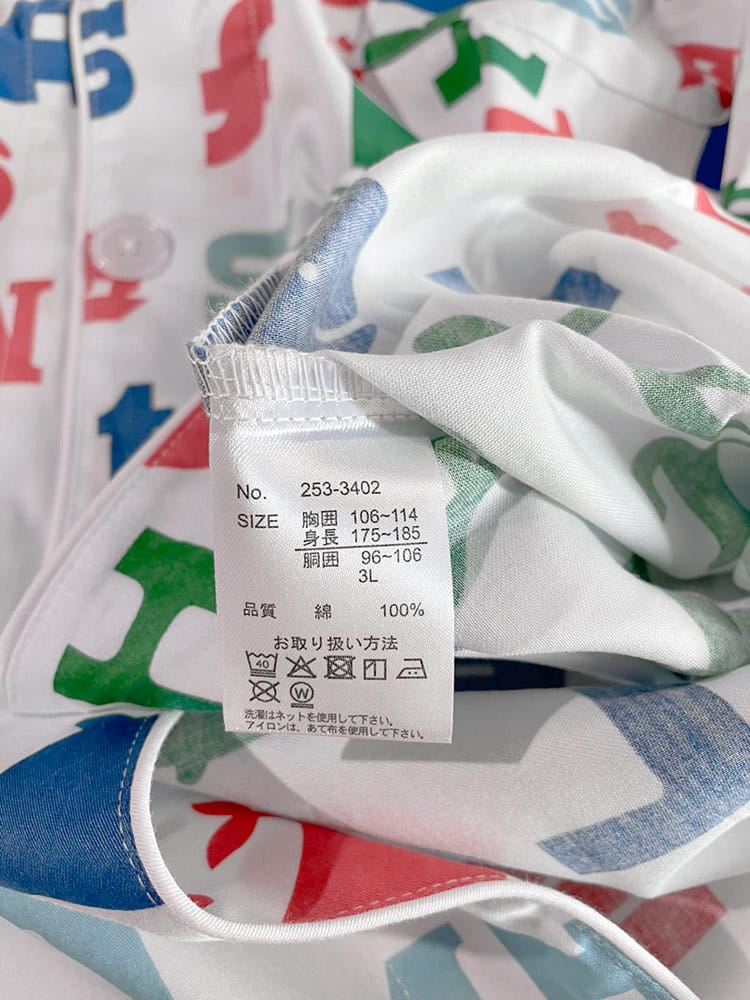 No. 253-3402
SIZE 胸囲 106~114
身長 175~185
胴囲 96~106
3L
品質 綿 100%
お取り扱い方法
40
W
洗濯はネットを使用して下さい。
アイロンは、あて布を使用して下さい。